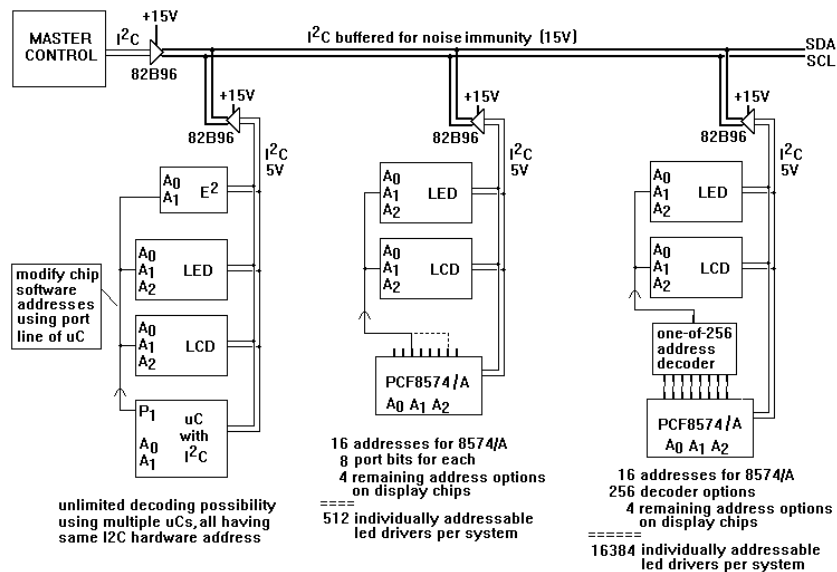 MASTER
CONTROL
I²C
+15V
82B96
I²C buffered for noise immunity (15V)
SDA
SCL
+15V
82B96
I²C
5V
A0
A1
E²
A0
A1
A2
LED
A0
A1
A2
LCD
P1
A0
A1
uC
with
I²C
modify chip
software
addresses
using port
line of uC
unlimited decoding possibility
using multiple uCs, all having
same I2C hardware address
+15V
82B96
I²C
5V
A0
A1
A2
LED
A0
A1
A2
LCD
PCF8574/A
A0 A1 A2
16 addresses for 8574/A
8 port bits for each
4 remaining address options
on display chips
====
512 individually addressable
led drivers per system
+15V
82B96
I²C
5V
A0
A1
A2
LED
A0
A1
A2
LCD
one-of-256
address
decoder
PCF8574/A
A0 A1 A2
16 addresses for 8574/A
256 decoder options
4 remaining address options
on display chips
======
16384 individually addressable
led drivers per system